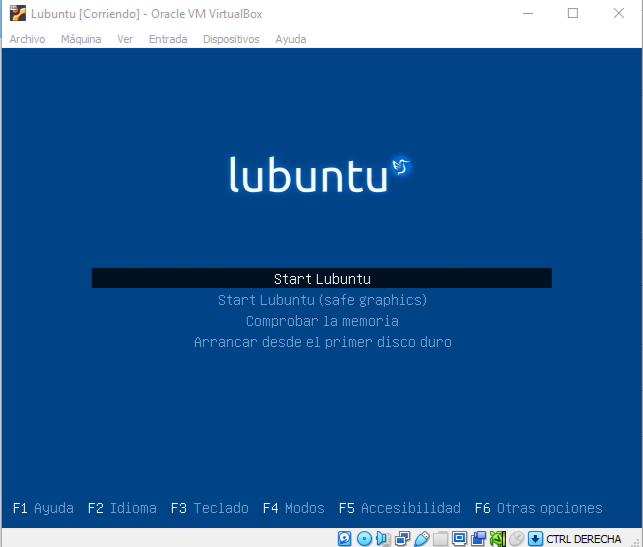 Lubuntu [Corriendo] - Oracle VM VirtualBox
Archivo Máquina Ver Entrada Dispositivos Ayuda
lubuntu
Start Lubuntu
Start Lubuntu (safe graphics)
Comprobar la memoria
Arrancar desde el primer disco duro
F1 Ayuda F2 Idioma F3 Teclado F4 Modos F5 Accesibilidad F6 Otras opciones
CTRL DERECHA